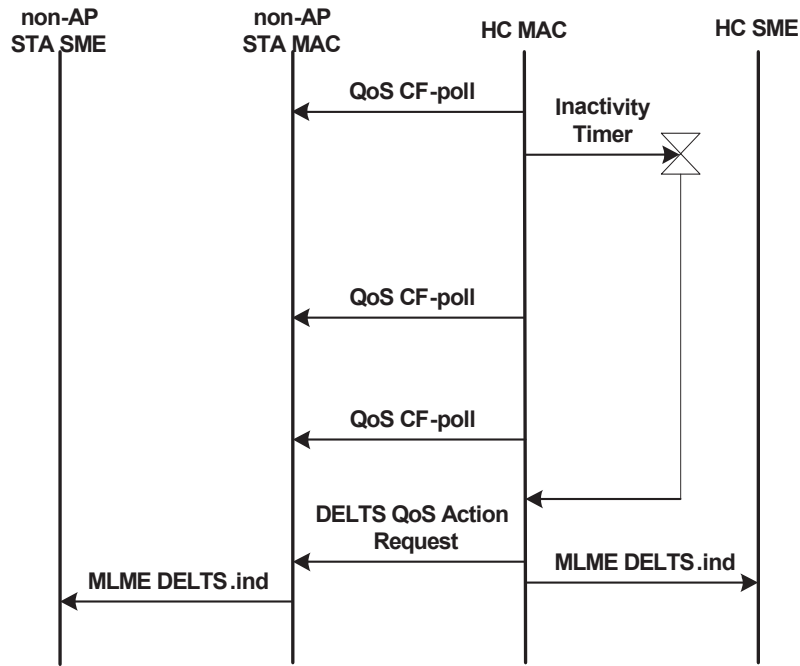 non-AP
STA SME
non-AP
STA MAC
HC MAC
HC SME
QoS CF-poll
Inactivity
Timer
QoS CF-poll
QoS CF-poll
DELTS QoS Action
Request
MLME DELTS.ind
MLME DELTS.ind